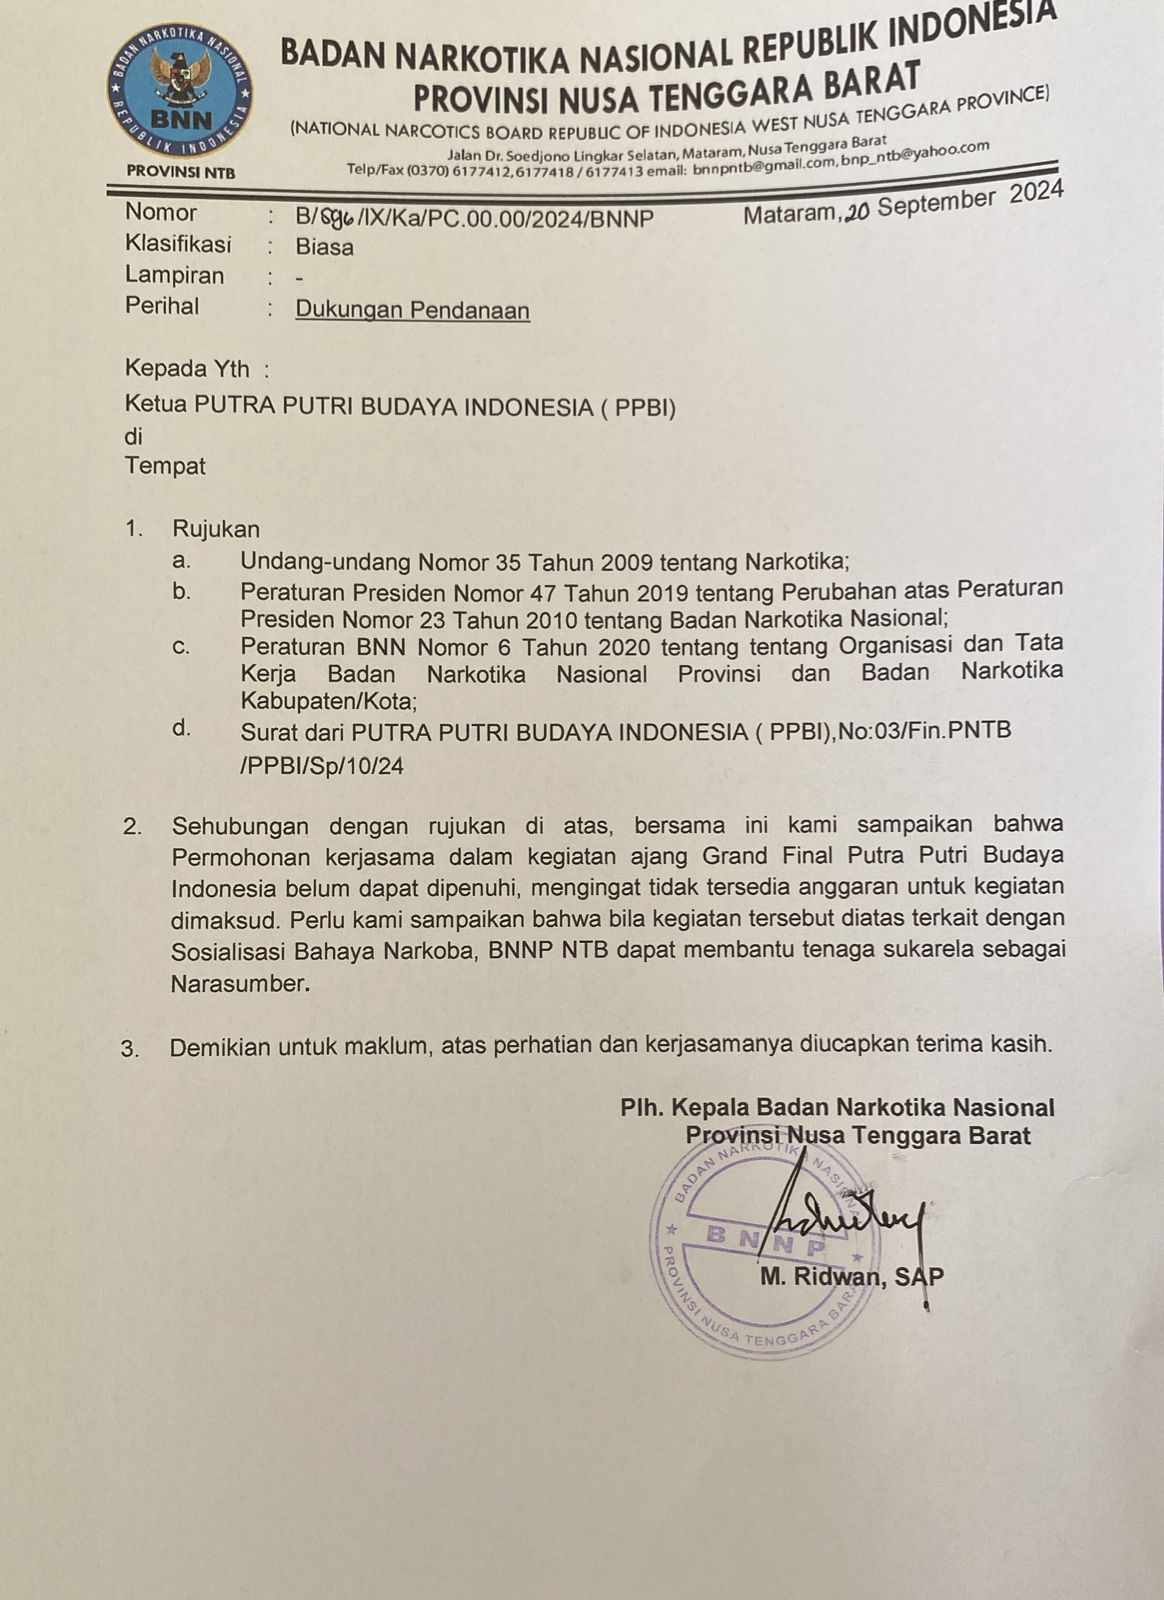 BADAN NARKOTIKA NASIONAL
REPUBLIK INDONESIA
BNN
PROVINSI NTB
BADAN NARKOTIKA NASIONAL REPUBLIK INDONESIA
PROVINSI NUSA TENGGARA BARAT
(NATIONAL NARCOTICS BOARD REPUBLIC OF INDONESIA WEST NUSA TENGGARA PROVINCE)
Jalan Dr. Soedjono Lingkar Selatan, Mataram, Nusa Tenggara Barat
Telp/Fax (0370) 6177412,6177418 / 6177413 email: bnnpntb@gmail.com, bnp_ntb@yahoo.com
Nomor : B/896/IX/Ka/PC.00.00/2024/BNNP Mataram,20 September 2024
Klasifikasi : Biasa
Lampiran : -
Perihal : Dukungan Pendanaan
Kepada Yth :
Ketua PUTRA PUTRI BUDAYA INDONESIA ( PPBI)
di
Tempat
1. Rujukan
a. Undang-undang Nomor 35 Tahun 2009 tentang Narkotika;
b. Peraturan Presiden Nomor 47 Tahun 2019 tentang Perubahan atas Peraturan
Presiden Nomor 23 Tahun 2010 tentang Badan Narkotika Nasional;
c. Peraturan BNN Nomor 6 Tahun 2020 tentang tentang Organisasi dan Tata
Kerja Badan Narkotika Nasional Provinsi dan Badan Narkotika
Kabupaten/Kota;
d. Surat dari PUTRA PUTRI BUDAYA INDONESIA ( PPBI),No:03/Fin.PNTB
/PPBI/Sp/10/24
2. Sehubungan dengan rujukan di atas, bersama ini kami sampaikan bahwa
Permohonan kerjasama dalam kegiatan ajang Grand Final Putra Putri Budaya
Indonesia belum dapat dipenuhi, mengingat tidak tersedia anggaran untuk kegiatan
dimaksud. Perlu kami sampaikan bahwa bila kegiatan tersebut diatas terkait dengan
Sosialisasi Bahaya Narkoba, BNNP NTB dapat membantu tenaga sukarela sebagai
Narasumber.
3. Demikian untuk maklum, atas perhatian dan kerjasamanya diucapkan terima kasih.
Plh. Kepala Badan Narkotika Nasional
Provinsi Nusa Tenggara Barat
BADAN NARKOTIKA NASIONAL
BNNP
PROVINSI NUSA TENGGARA BARAT
M. Ridwan, SAP